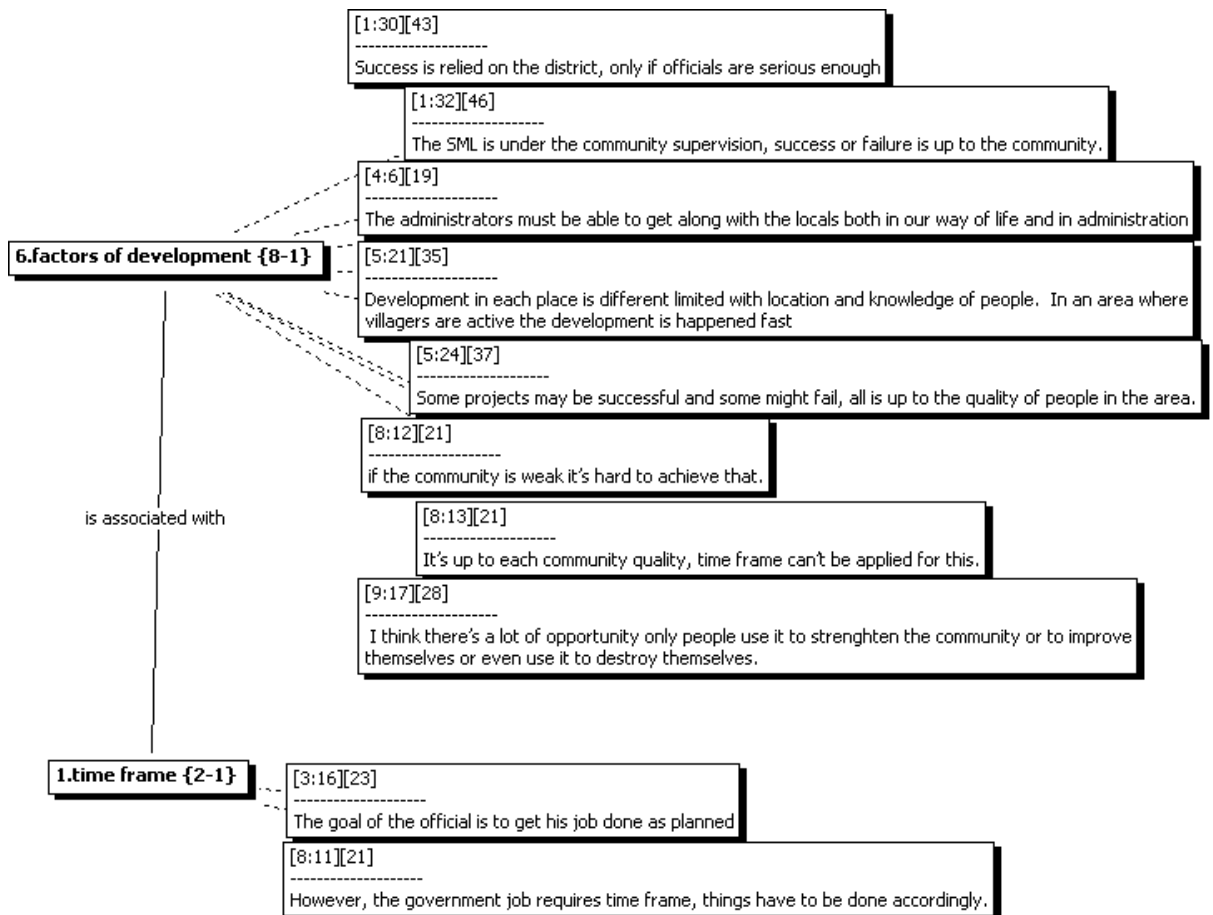 [1:30][43]
--------------------
Success is relied on the district, only if officials are serious enough
[1:32][46]
--------------------
The SML is under the community supervision, success or failure is up to the community.
[4:6][19]
--------------------
The administrators must be able to get along with the locals both in our way of life and in administration
6.factors of development {8-1}
[5:21][35]
--------------------
Development in each place is different limited with location and knowledge of people.  In an area where
villagers are active the development is happened fast
[5:24][37]
--------------------
Some projects may be successful and some might fail, all is up to the quality of people in the area.
[8:12][21]
--------------------
if the community is weak it's hard to achieve that.
is associated with
[8:13][21]
--------------------
It's up to each community quality, time frame can't be applied for this.
[9:17][28]
--------------------
I think there's a lot of opportunity only people use it to strenghten the community or to improve
themselves or even use it to destroy themselves.
1.time frame {2-1}
[3:16][23]
--------------------
The goal of the official is to get his job done as planned
[8:11][21]
--------------------
However, the government job requires time frame, things have to be done accordingly.